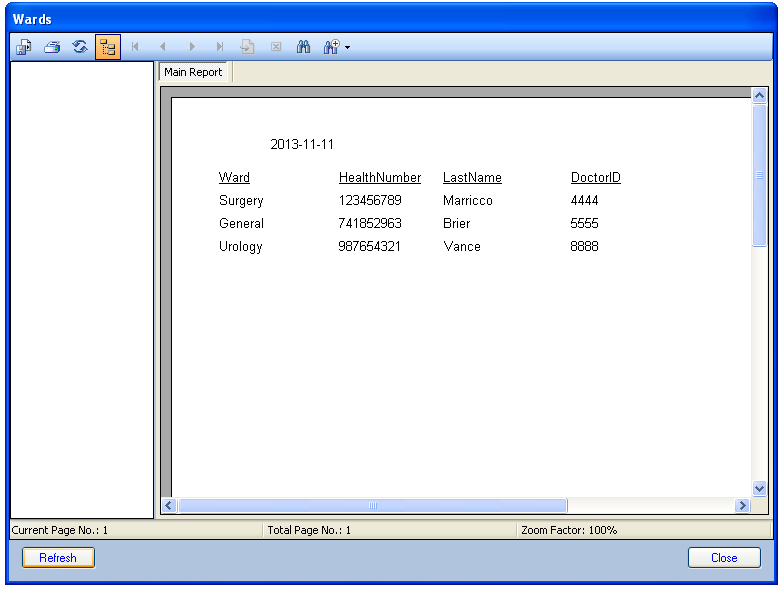 Wards
Main Report
2013-11-11
Ward HealthNumber LastName DoctorID
Surgery 123456789 Marricco 4444
General 741852963 Brier 5555
Urology 987654321 Vance 8888
Current Page No.: 1 Total Page No.: 1 Zoom Factor: 100%
Refresh Close